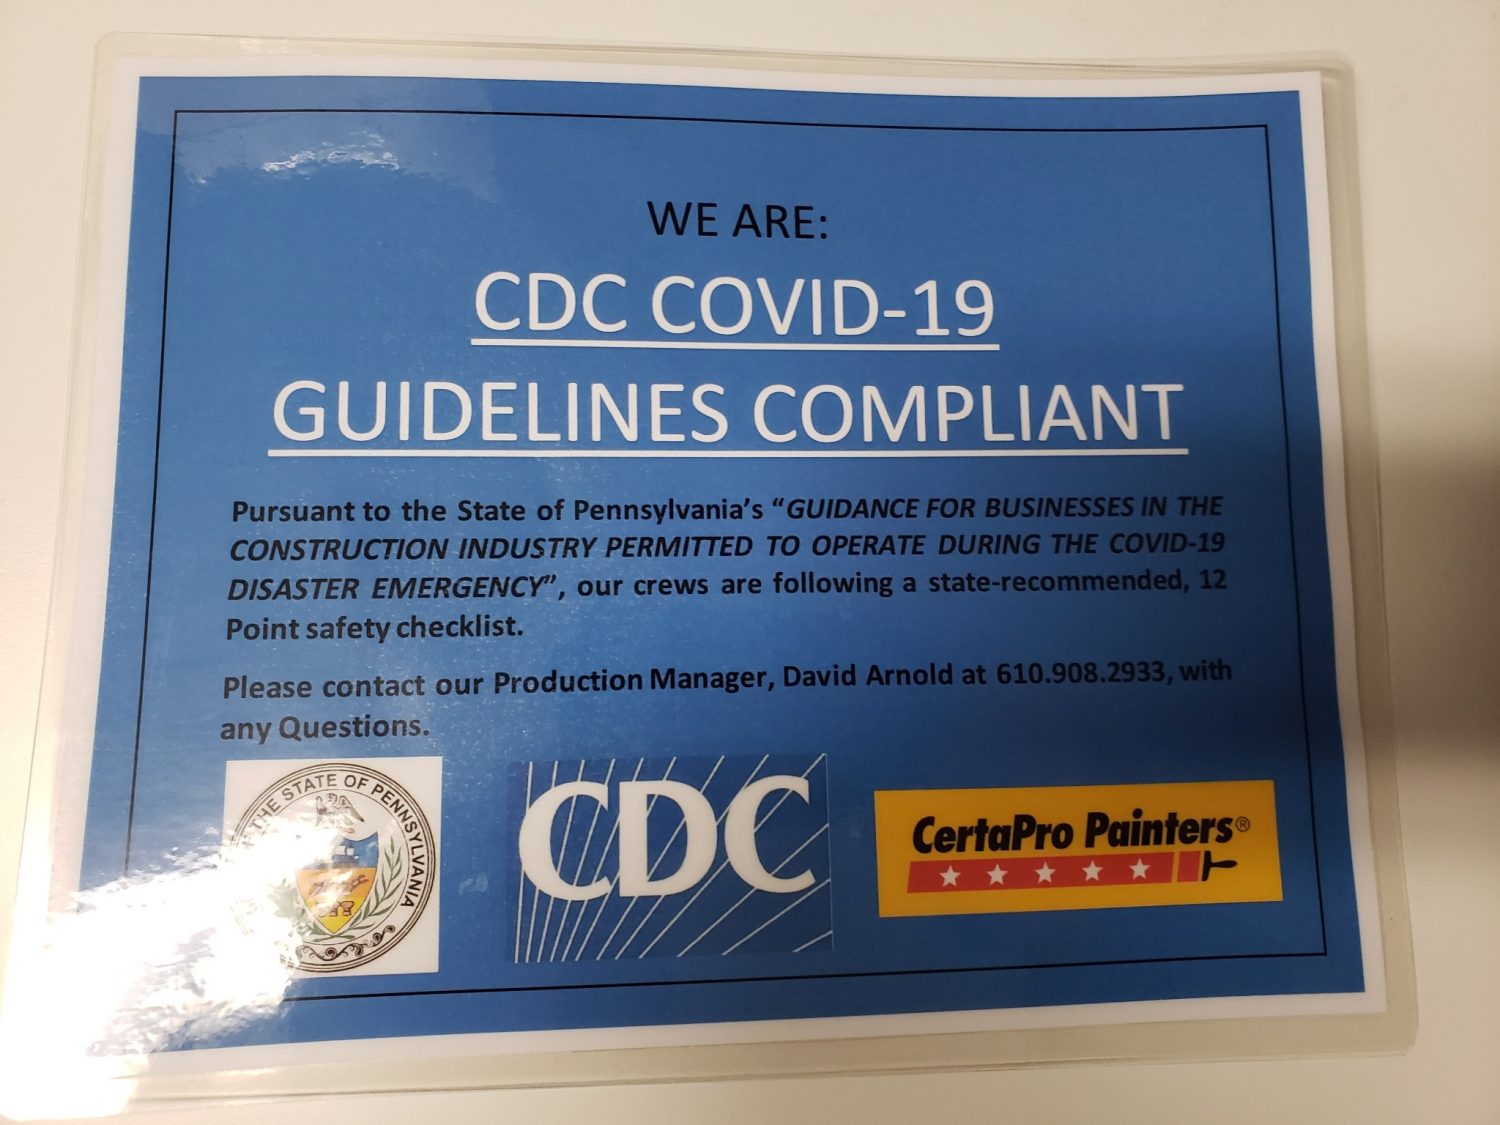 WE ARE:
CDC COVID-19
GUIDELINES COMPLIANT
Pursuant to the State of Pennsylvania's “GUIDANCE FOR BUSINESSES IN THE
CONSTRUCTION INDUSTRY PERMITTED TO OPERATE DURING THE COVID-19
DISASTER EMERGENCY”, our crews are following a state-recommended, 12
Point safety checklist.
Please contact our Production Manager, David Arnold at 610.908.2933, with
any Questions.
THE STATE OF PENNSYLVANIA
CDC
CertaPro Painters®